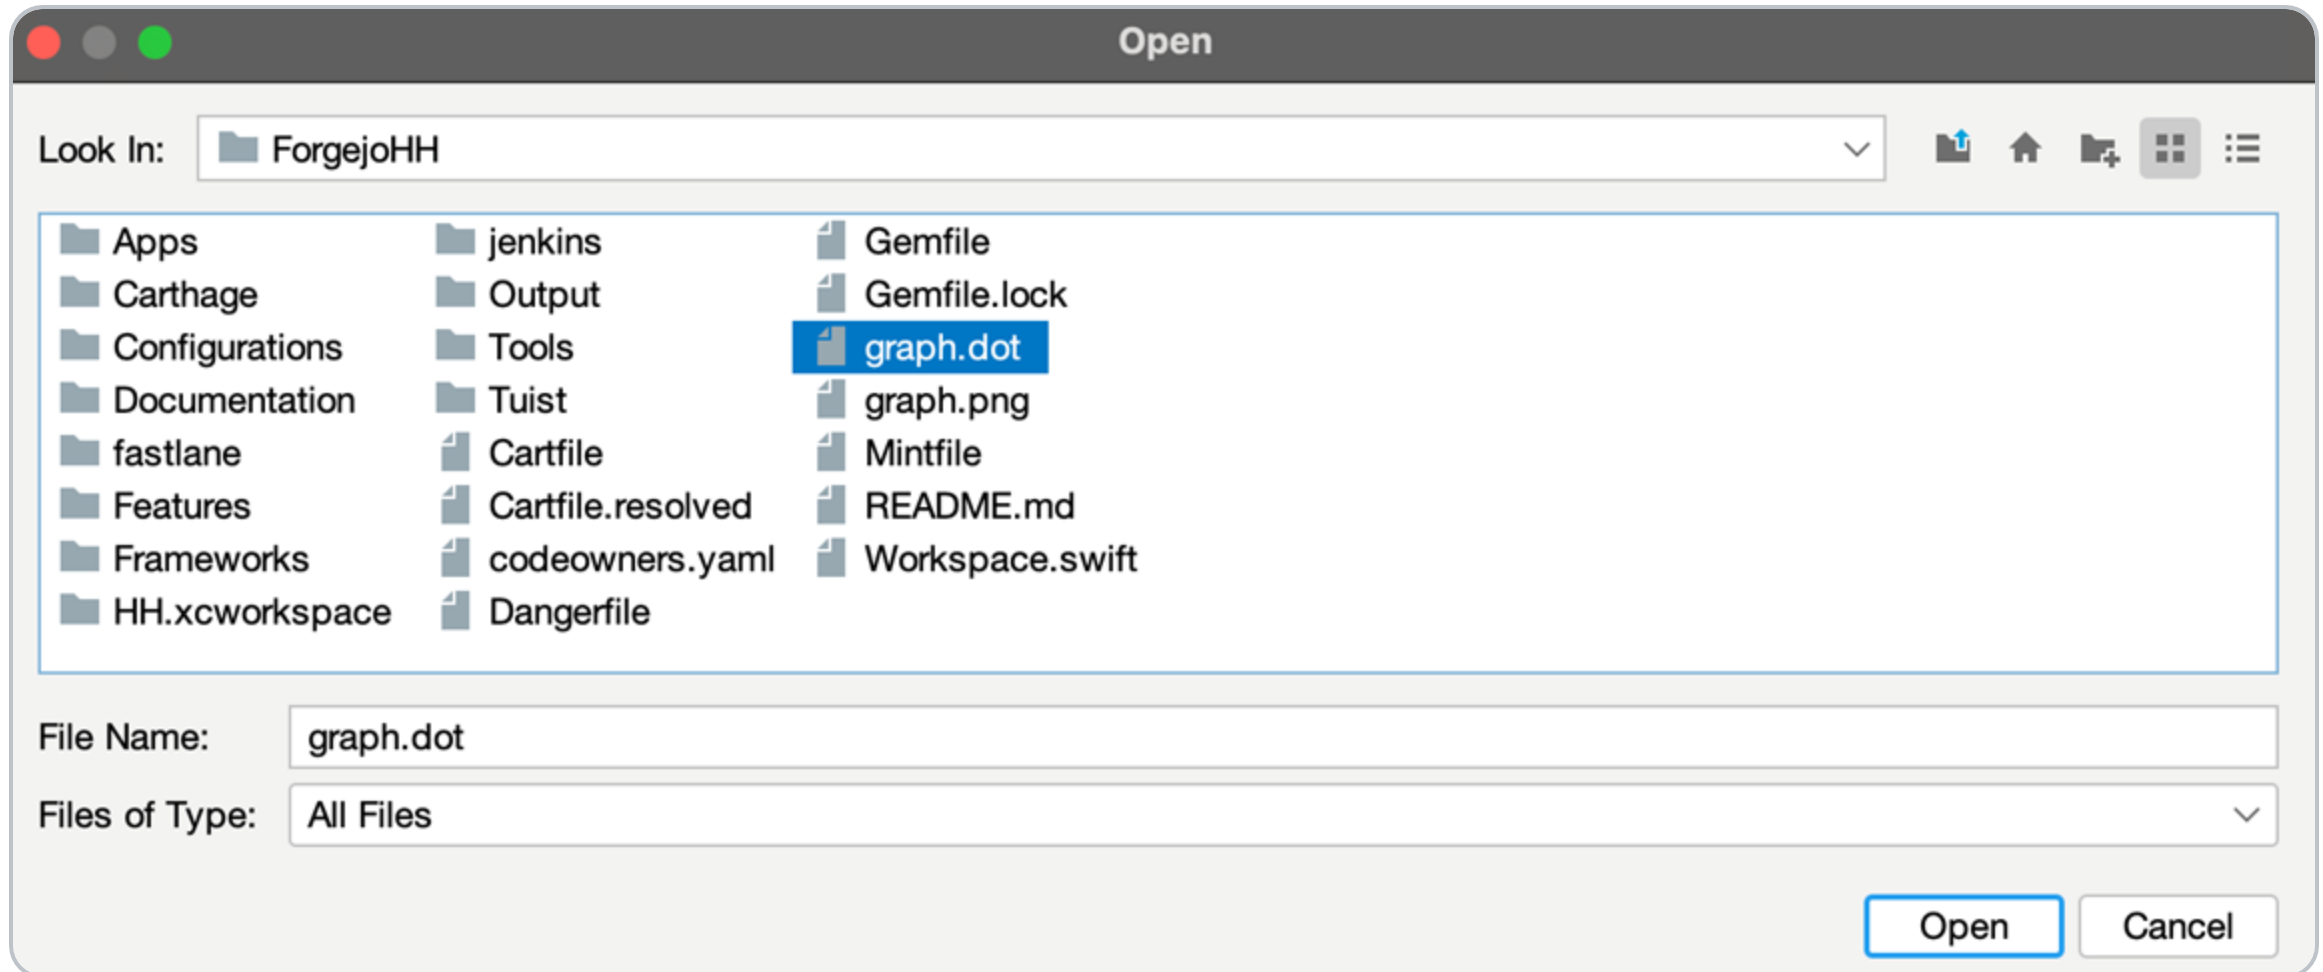 Open
Look In: ForgejoHH
Apps
Carthage
Configurations
Documentation
fastlane
Features
Frameworks
HH.xcworkspace
jenkins
Output
Tools
Tuist
Cartfile
Cartfile.resolved
codeowners.yaml
Dangerfile
Gemfile
Gemfile.lock
graph.dot
graph.png
Mintfile
README.md
Workspace.swift
File Name: graph.dot
Files of Type: All Files
Open Cancel